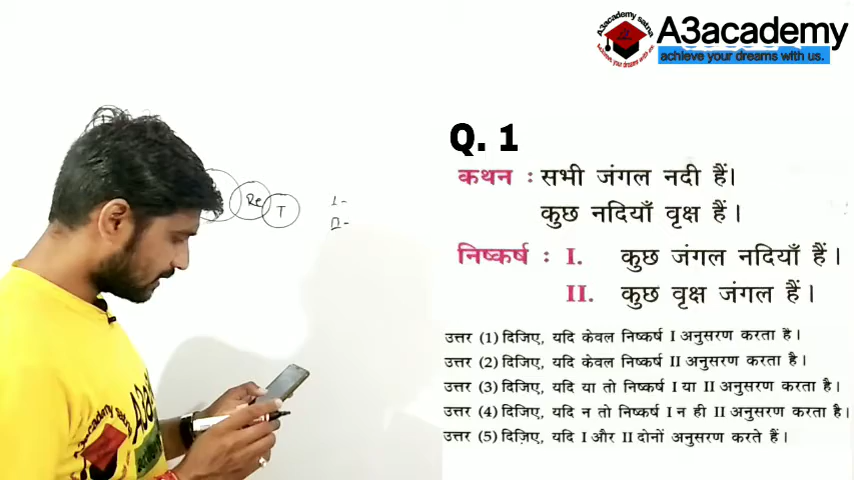 A3academy satna
A3academy
achieve your dreams with us.
Q. 1
कथन : सभी जंगल नदी हैं।
कुछ नदियाँ वृक्ष हैं।
निष्कर्ष : I. कुछ जंगल नदियाँ हैं।
II. कुछ वृक्ष जंगल हैं।
उत्तर (1) दिजिए, यदि केवल निष्कर्ष I अनुसरण करता है।
उत्तर (2) दिजिए, यदि केवल निष्कर्ष II अनुसरण करता है।
उत्तर (3) दिजिए, यदि या तो निष्कर्ष I या II अनुसरण करता है।
उत्तर (4) दिजिए, यदि न तो निष्कर्ष I न ही II अनुसरण करता है।
उत्तर (5) दिज़िए, यदि I और II दोनों अनुसरण करते हैं।
Re
T
I-
II-